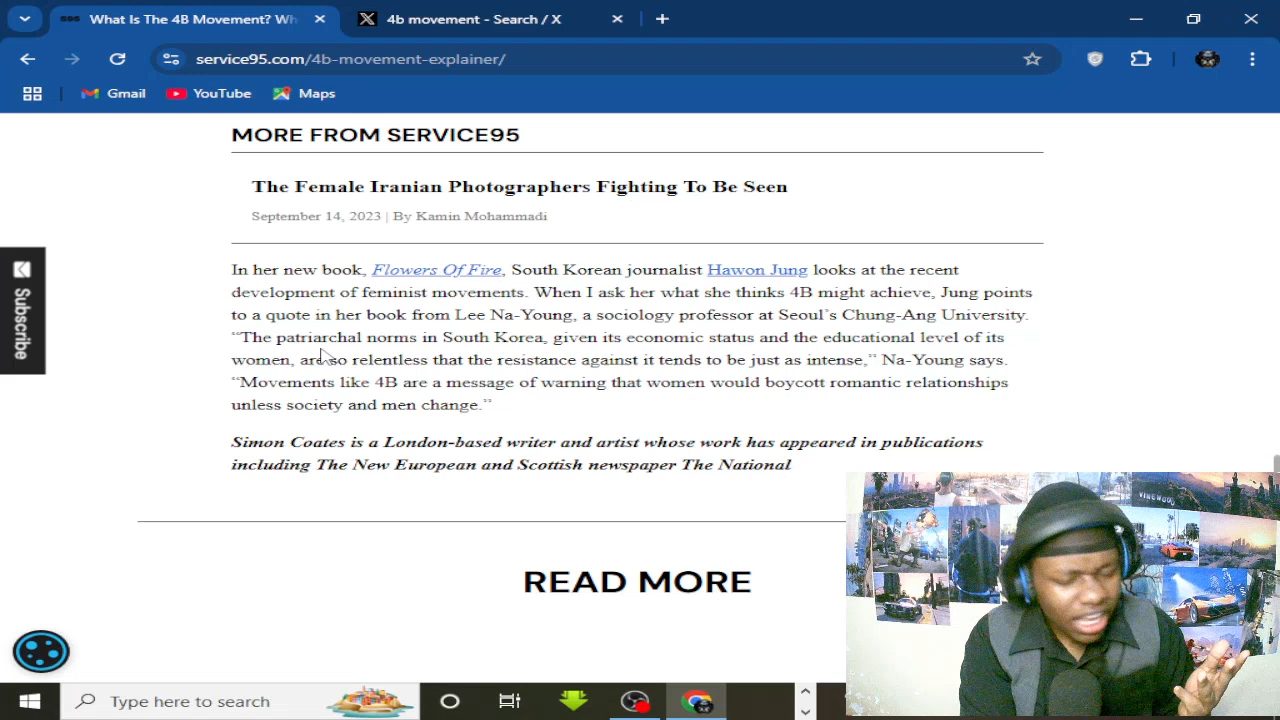 What Is The 4B Movement? Wh
4b movement - Search / X
service95.com/4b-movement-explainer/
Gmail
YouTube
Maps
MORE FROM SERVICE95
The Female Iranian Photographers Fighting To Be Seen
September 14, 2023 | By Kamin Mohammadi
Subscribe
In her new book, Flowers Of Fire, South Korean journalist Hawon Jung looks at the recent
development of feminist movements. When I ask her what she thinks 4B might achieve, Jung points
to a quote in her book from Lee Na-Young, a sociology professor at Seoul’s Chung-Ang University.
“The patriarchal norms in South Korea, given its economic status and the educational level of its
women, are so relentless that the resistance against it tends to be just as intense,” Na-Young says.
“Movements like 4B are a message of warning that women would boycott romantic relationships
unless society and men change.”
Simon Coates is a London-based writer and artist whose work has appeared in publications
including The New European and Scottish newspaper The National
VINEWOOD
READ MORE
Type here to search